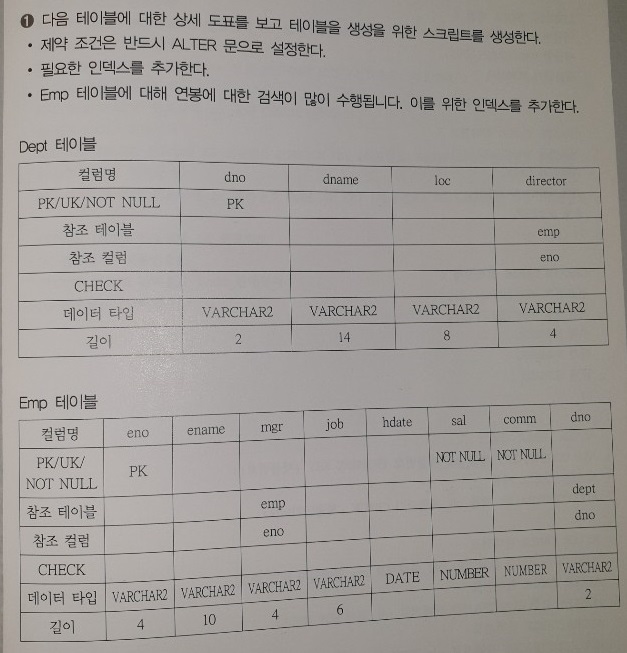 ❶ 다음 테이블에 대한 상세 도표를 보고 테이블을 생성을 위한 스크립트를 생성한다.
• 제약 조건은 반드시 ALTER 문으로 설정한다.
• 필요한 인덱스를 추가한다.
• Emp 테이블에 대해 연봉에 대한 검색이 많이 수행됩니다. 이를 위한 인덱스를 추가한다.
Dept 테이블
컬럼명 dno dname loc director
PK/UK/NOT NULL PK
참조 테이블 emp
참조 컬럼 eno
CHECK
데이터 타입 VARCHAR2 VARCHAR2 VARCHAR2 VARCHAR2
길이 2 14 8 4
Emp 테이블
컬럼명 eno ename mgr job hdate sal comm dno
PK/UK/
NOT NULL PK NOT NULL NOT NULL
참조 테이블 emp dept
참조 컬럼 eno dno
CHECK
데이터 타입 VARCHAR2 VARCHAR2 VARCHAR2 VARCHAR2 DATE NUMBER NUMBER VARCHAR2
길이 4 10 4 6 2